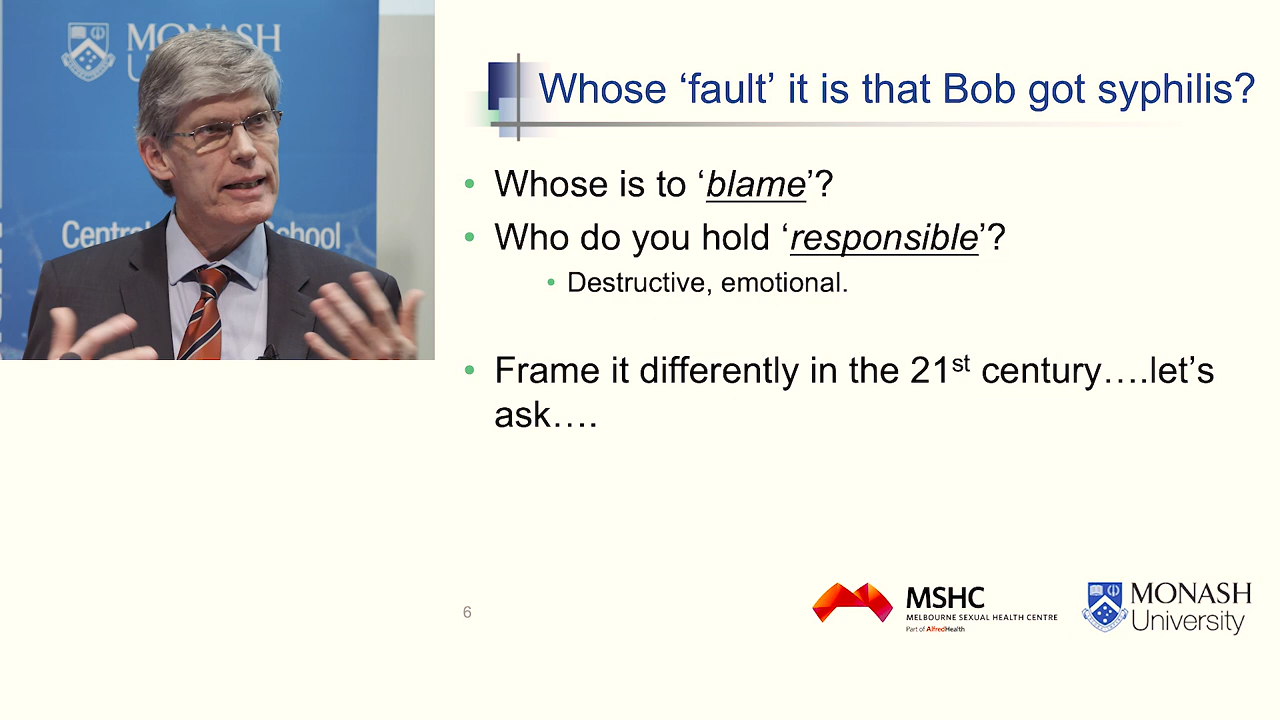 MONASH
Central School
Whose ‘fault’ it is that Bob got syphilis?
• Whose is to ‘blame’?
• Who do you hold ‘responsible’?
• Destructive, emotional.
• Frame it differently in the 21st century….let’s
ask….
6
MSHC
MELBOURNE SEXUAL HEALTH CENTRE
Part of AlfredHealth
MONASH
University